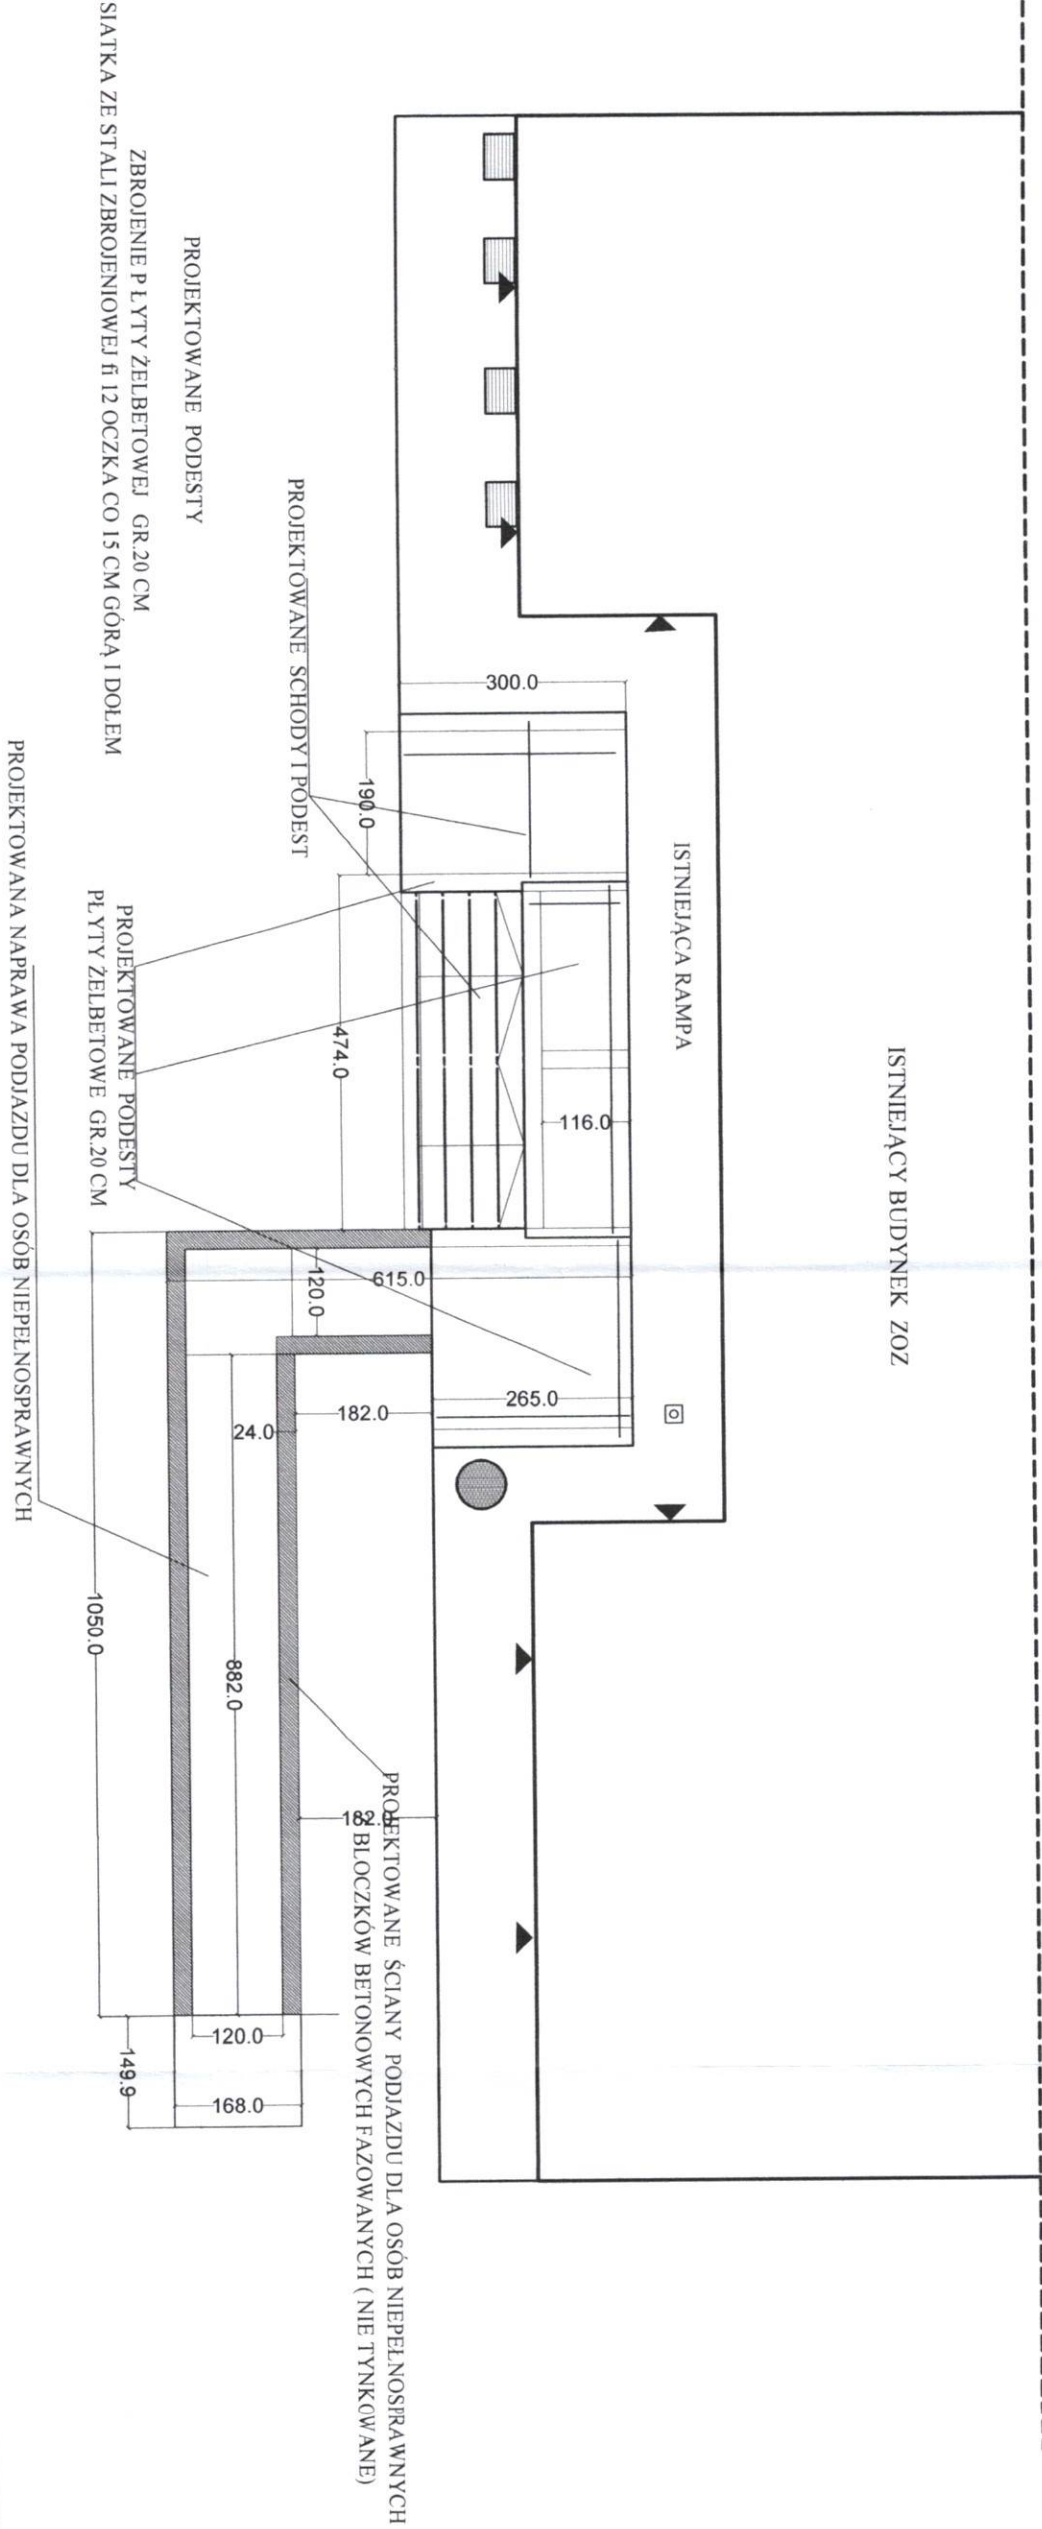 ISTNIEJĄCY BUDYNEK ZOZ
ISTNIEJĄCA RAMPA
300.0
190.0
474.0
116.0
615.0
120.0
265.0
182.0
24.0
882.0
1050.0
182.0
120.0
168.0
149.9
PROJEKTOWANE SCHODY I PODEST
PROJEKTOWANE PODESTY
ZBROJENIE PŁYTY ŻELBETOWEJ GR.20 CM
SIATKA ZE STALI ZBROJENIOWEJ fi 12 OCZKA CO 15 CM GÓRĄ I DOŁEM
PROJEKTOWANE PODESTY
PŁYTY ŻELBETOWE GR.20 CM
PROJEKTOWANA NAPRAWA PODJAZDU DLA OSÓB NIEPEŁNOSPRAWNYCH
PROJEKTOWANE ŚCIANY PODJAZDU DLA OSÓB NIEPEŁNOSPRAWNYCH
Z BLOCZKÓW BETONOWYCH FAZOWANYCH ( NIE TYNKOWANE)